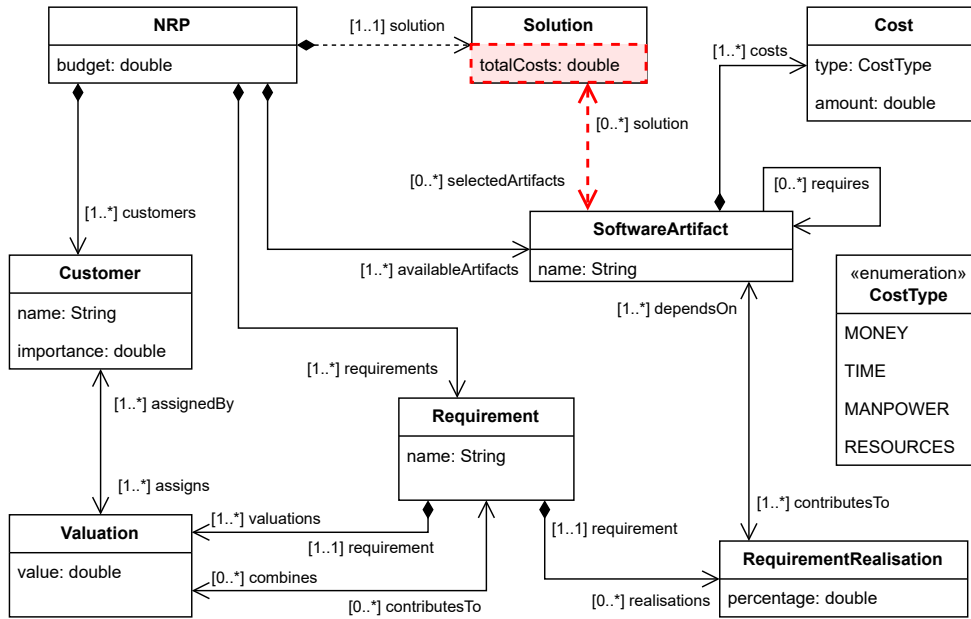 NRP
budget: double
[1..1] solution
Solution
totalCosts: double
Cost
type: CostType
amount: double
[1..*] costs
[0..*] solution
[0..*] selectedArtifacts
[0..*] requires
SoftwareArtifact
name: String
[1..*] customers
[1..*] availableArtifacts
Customer
name: String
importance: double
«enumeration»
CostType
MONEY
TIME
MANPOWER
RESOURCES
[1..*] dependsOn
[1..*] requirements
[1..*] assignedBy
Requirement
name: String
[1..*] assigns
[1..*] contributesTo
Valuation
value: double
[1..*] valuations
[1..1] requirement
[1..1] requirement
[0..*] combines
[0..*] contributesTo
RequirementRealisation
percentage: double
[0..*] realisations